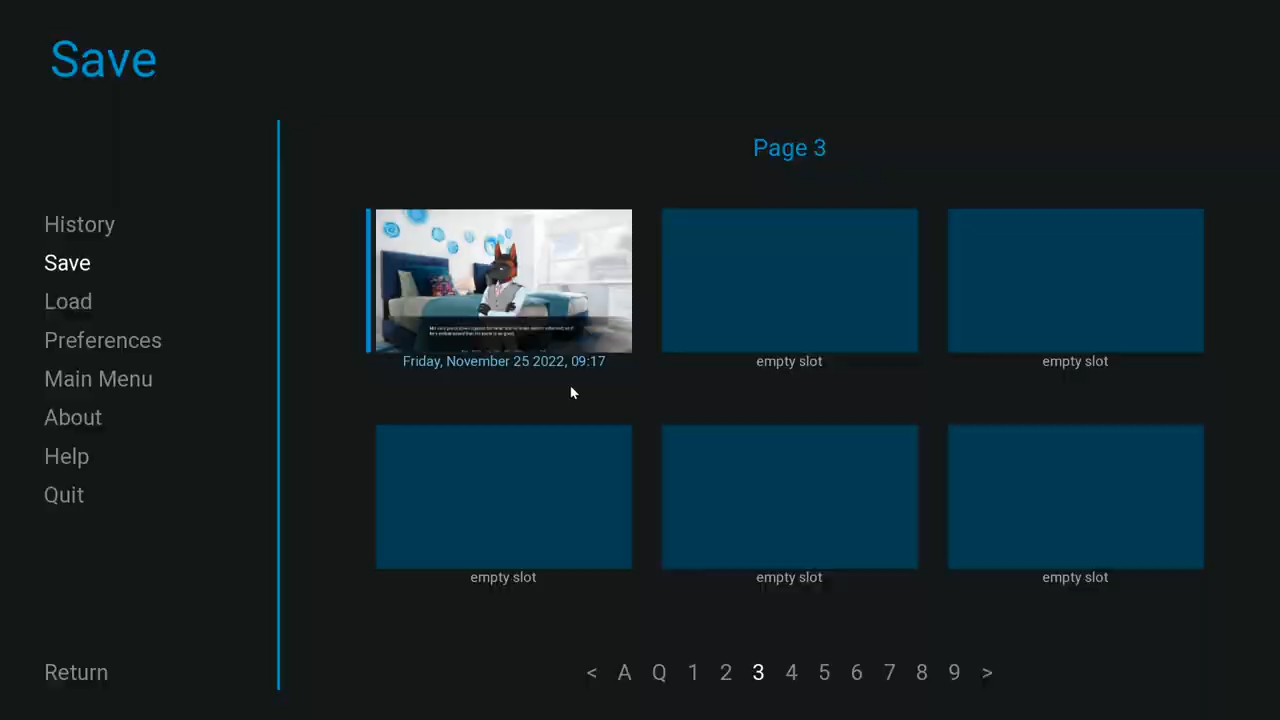 Save
Page 3
History
Save
Load
Preferences
Main Menu
About
Help
Quit
Return
Friday, November 25 2022, 09:17
empty slot
empty slot
empty slot
empty slot
empty slot
< A Q 1 2 3 4 5 6 7 8 9 >